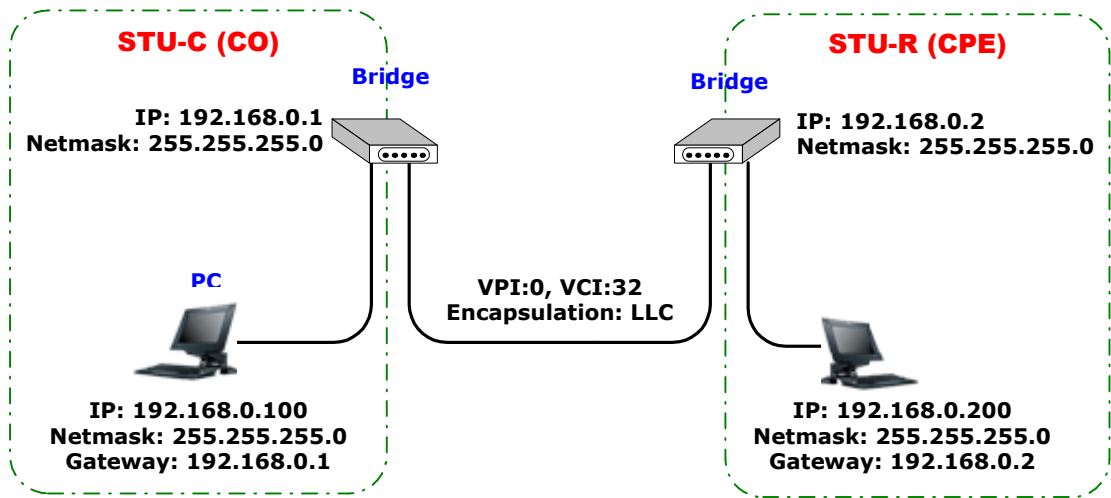 STU-C (CO)
Bridge
IP: 192.168.0.1
Netmask: 255.255.255.0
PC
IP: 192.168.0.100
Netmask: 255.255.255.0
Gateway: 192.168.0.1
VPI:0, VCI:32
Encapsulation: LLC
STU-R (CPE)
Bridge
IP: 192.168.0.2
Netmask: 255.255.255.0
IP: 192.168.0.200
Netmask: 255.255.255.0
Gateway: 192.168.0.2